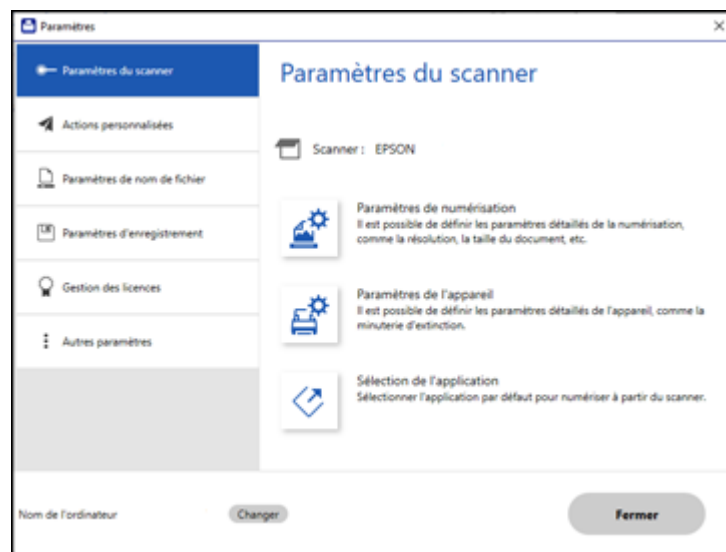 Paramètres
Paramètres du scanner
Actions personnalisées
Paramètres de nom de fichier
Paramètres d'enregistrement
Gestion des licences
Autres paramètres
Paramètres du scanner
Scanner : EPSON
Paramètres de numérisation
Il est possible de définir les paramètres détaillés de la numérisation,
comme la résolution, la taille du document, etc.
Paramètres de l'appareil
Il est possible de définir les paramètres détaillés de l'appareil, comme la
minuterie d'extinction.
Sélection de l'application
Sélectionner l'application par défaut pour numériser à partir du scanner.
Nom de l'ordinateur
Changer
Fermer